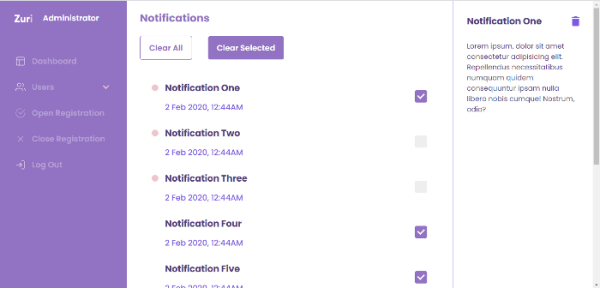 Zuri Administrator
Dashboard
Users
Open Registration
Close Registration
Log Out
Notifications
Clear All
Clear Selected
Notification One
2 Feb 2020, 12:44AM
Notification Two
2 Feb 2020, 12:44AM
Notification Three
2 Feb 2020, 12:44AM
Notification Four
2 Feb 2020, 12:44AM
Notification Five
2 Feb 2020, 12:44AM
Notification One
Lorem ipsum, dolor sit amet
consectetur adipisicing elit.
Repellendus necessitatibus
numquam quidem
consequuntur ipsam nulla
libero nobis cumque! Nostrum,
odio?